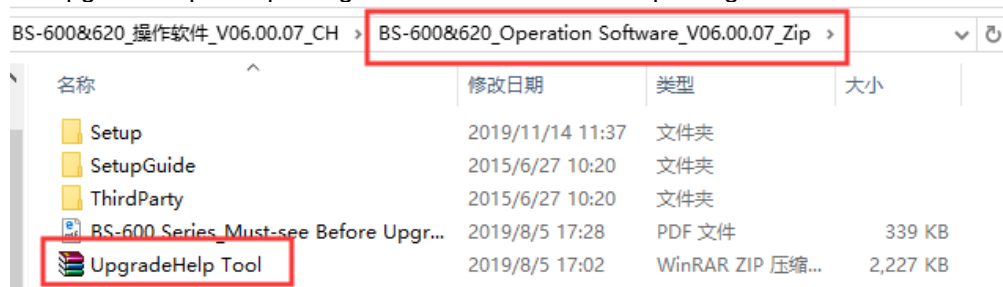 BS-600&620_操作软件_V06.00.07_CH > BS-600&620_Operation Software_V06.00.07_Zip >
名称 修改日期 类型 大小
Setup 2019/11/14 11:37 文件夹
SetupGuide 2015/6/27 10:20 文件夹
ThirdParty 2015/6/27 10:20 文件夹
BS-600 Series_Must-see Before Upgr... 2019/8/5 17:28 PDF 文件 339 KB
UpgradeHelp Tool 2019/8/5 17:02 WinRAR ZIP 压缩... 2,227 KB